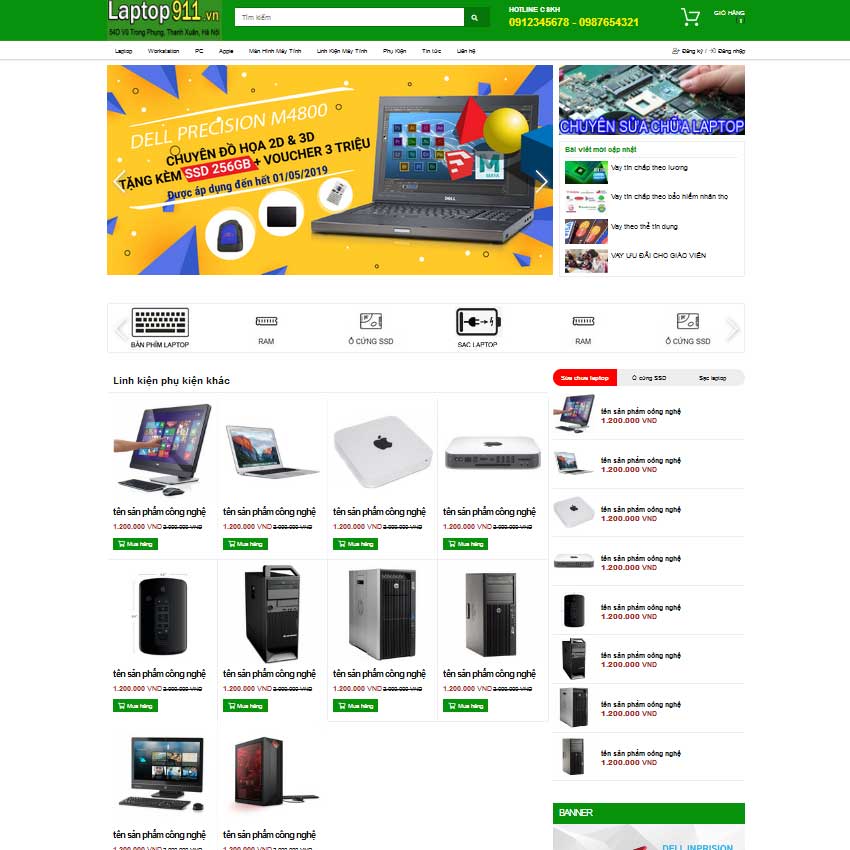 Laptop911.vn
54D Vũ Trọng Phụng, Thanh Xuân, Hà Nội
Tìm kiếm
HOTLINE CSKH
0912345678 - 0987654321
GIỎ HÀNG
Laptop
Workstation
PC
Apple
Màn Hình Máy Tính
Linh Kiện Máy Tính
Phụ Kiện
Tin tức
Liên hệ
Đăng ký / Đăng nhập
DELL PRECISION M4800
CHUYÊN ĐỒ HỌA 2D & 3D
TẶNG KÈM SSD 256GB + VOUCHER 3 TRIỆU
Được áp dụng đến hết 01/05/2019
DELL
CHUYÊN SỬA CHỮA LAPTOP
Bài viết mới cập nhật
Vay tín chấp theo lương
Vay tín chấp theo bảo hiểm nhân thọ
Vay theo thẻ tín dụng
VAY ƯU ĐÃI CHO GIÁO VIÊN
BÀN PHÍM LAPTOP
RAM
Ổ CỨNG SSD
SẠC LAPTOP
RAM
Ổ CỨNG SSD
Linh kiện phụ kiện khác
Sửa chữa laptop
Ổ cứng SSD
Sạc laptop
tên sản phẩm công nghệ
1.200.000 VND 2.000.000 VND
Mua hàng
tên sản phẩm công nghệ
1.200.000 VND 2.000.000 VND
Mua hàng
tên sản phẩm công nghệ
1.200.000 VND 2.000.000 VND
Mua hàng
tên sản phẩm công nghệ
1.200.000 VND 2.000.000 VND
Mua hàng
tên sản phẩm công nghệ
1.200.000 VND 2.000.000 VND
Mua hàng
tên sản phẩm công nghệ
1.200.000 VND 2.000.000 VND
Mua hàng
tên sản phẩm công nghệ
1.200.000 VND 2.000.000 VND
Mua hàng
tên sản phẩm công nghệ
1.200.000 VND 2.000.000 VND
Mua hàng
tên sản phẩm công nghệ
1.200.000 VND 2.000.000 VND
tên sản phẩm công nghệ
1.200.000 VND 2.000.000 VND
tên sản phẩm công nghệ
1.200.000 VND
tên sản phẩm công nghệ
1.200.000 VND
tên sản phẩm công nghệ
1.200.000 VND
tên sản phẩm công nghệ
1.200.000 VND
tên sản phẩm công nghệ
1.200.000 VND
tên sản phẩm công nghệ
1.200.000 VND
tên sản phẩm công nghệ
1.200.000 VND
tên sản phẩm công nghệ
1.200.000 VND
BANNER
DELL INPRISION